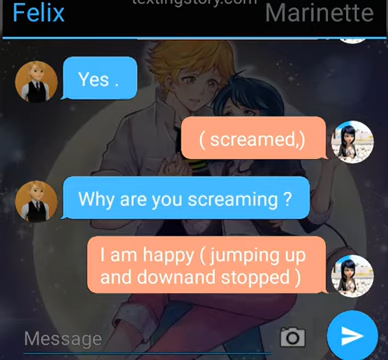 textingstory.com
Felix
Marinette
Yes .
( screamed,)
Why are you screaming ?
I am happy ( jumping up
and downand stopped )
Message